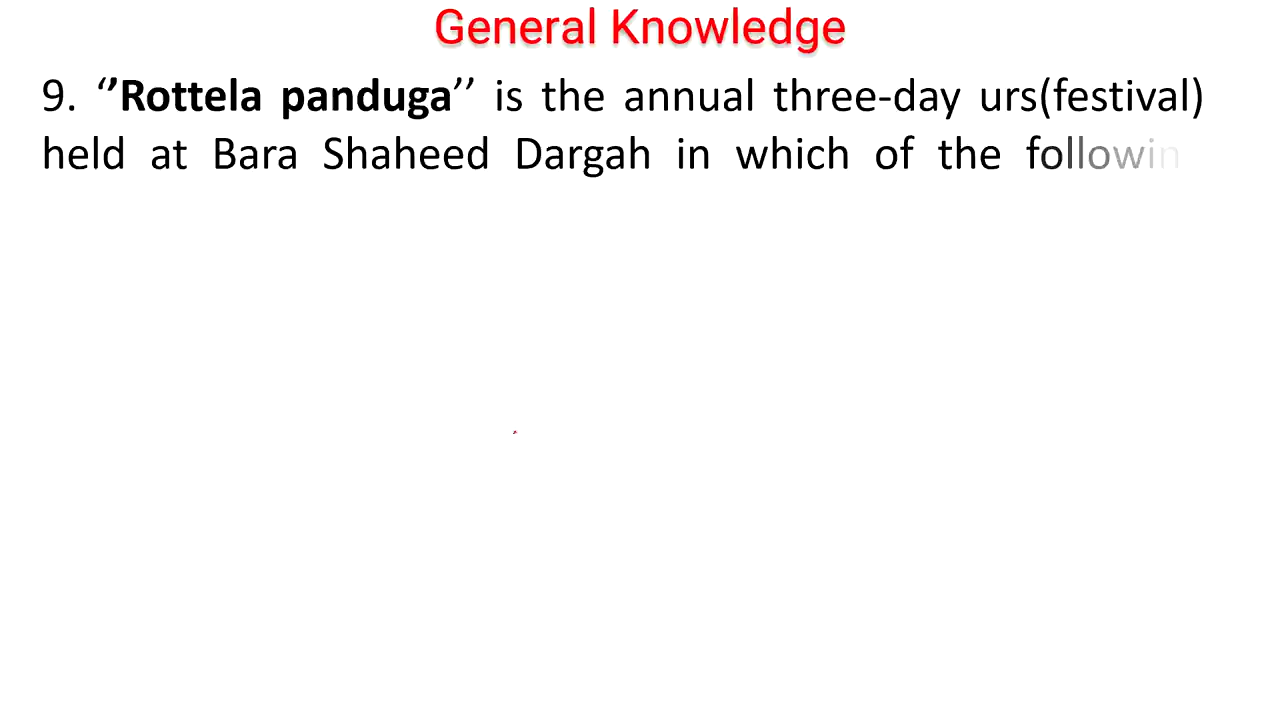 General Knowledge
9. ‘’Rottela panduga’’ is the annual three-day urs(festival)
held at Bara Shaheed Dargah in which of the followin